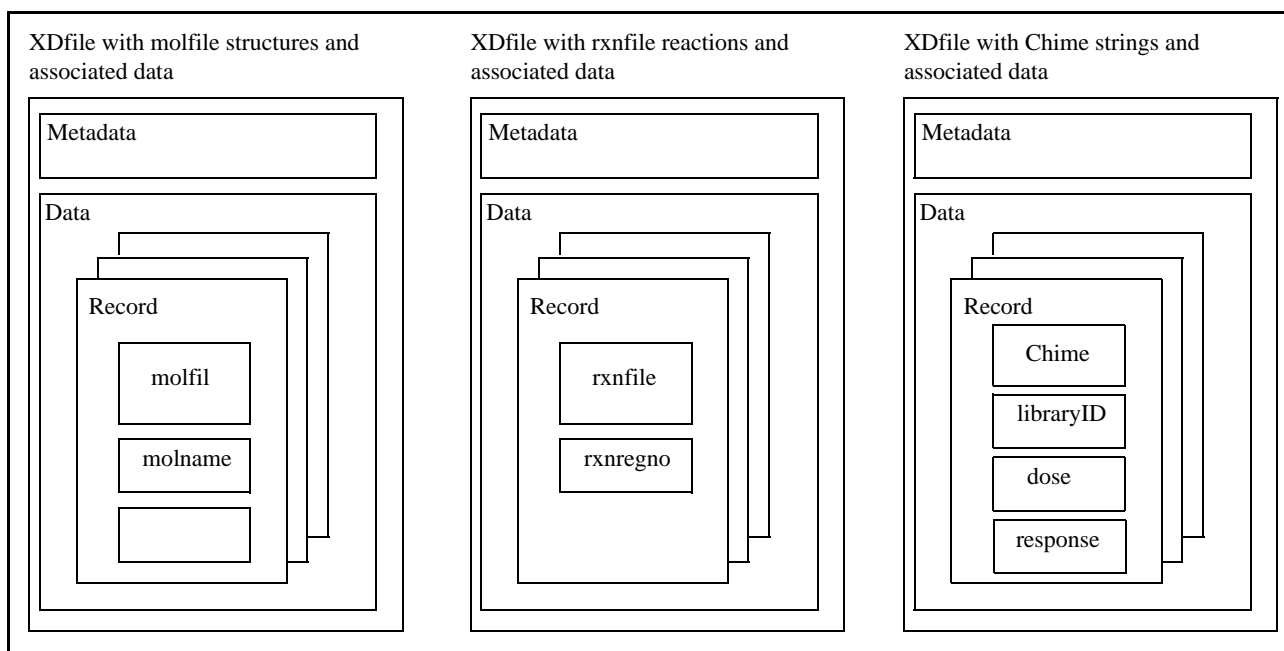 XDfile with molfile structures and
associated data
Metadata
Data
Record
molfil
molname
XDfile with rxnfile reactions and
associated data
Metadata
Data
Record
rxnfile
rxnregno
XDfile with Chime strings and
associated data
Metadata
Data
Record
Chime
libraryID
dose
response